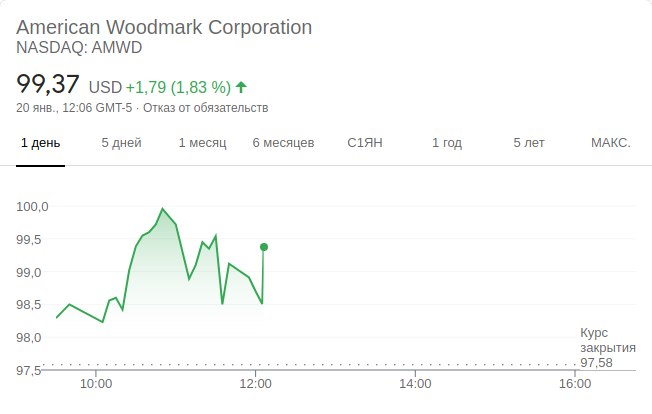 American Woodmark Corporation
NASDAQ: AMWD
99,37 USD +1,79 (1,83 %)
20 янв., 12:06 GMT-5 · Отказ от обязательств
1 день 5 дней 1 месяц 6 месяцев С1ЯН 1 год 5 лет МАКС.
100,0
99,5
99,0
98,5
98,0
97,5
Курс
закрытия
97,58
10:00 12:00 14:00 16:00